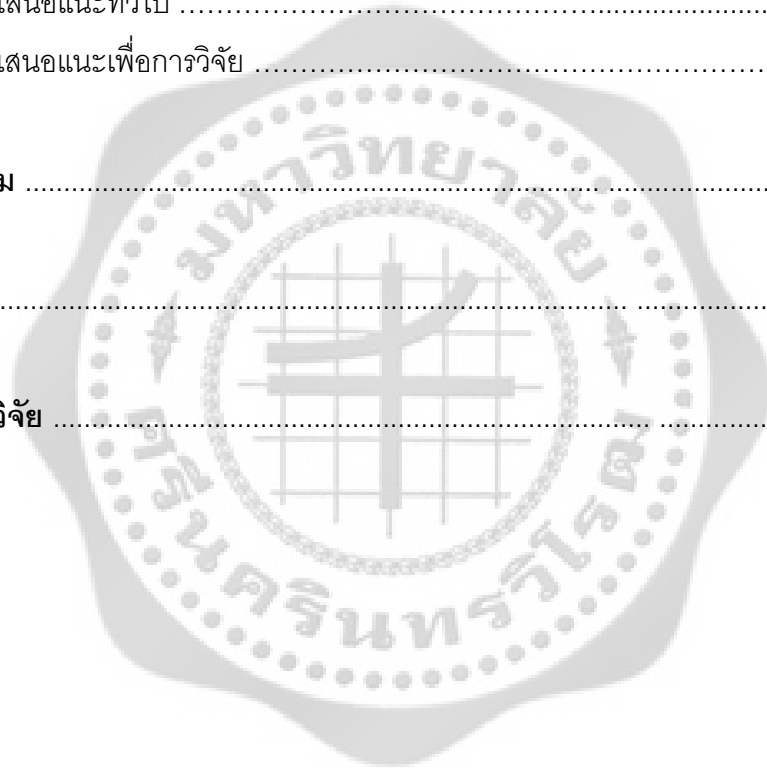 เสนอแนะทั่วไป ........................................................................
เสนอแนะเพื่อการวิจัย ................................................................
ม ................................................................................................
................................................................................................
วิจัย ............................................................................................
มหาวิทยาลัย
ศรีนครินทรวิโรฒ